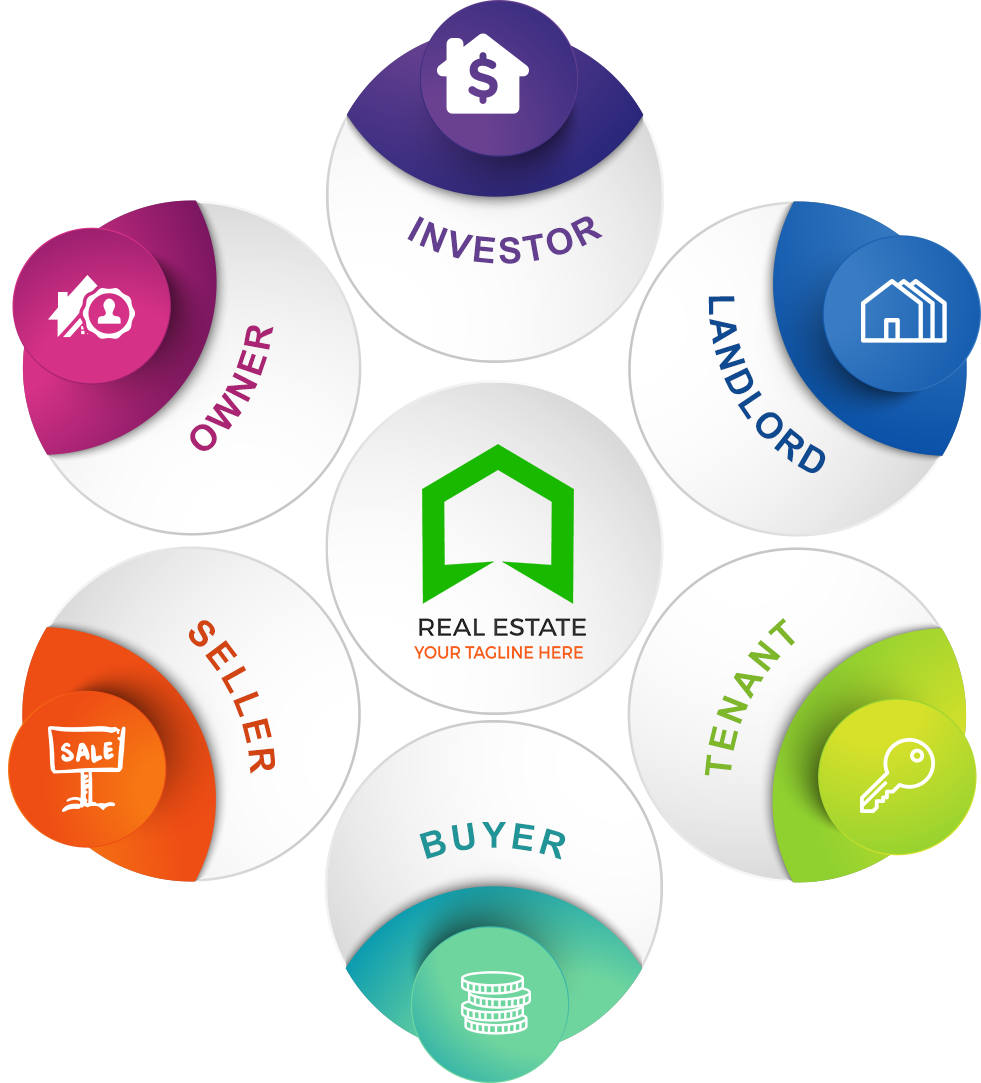 $
INVESTOR
OWNER
LANDLORD
REAL ESTATE
YOUR TAGLINE HERE
SELLER
TENANT
SALE
BUYER